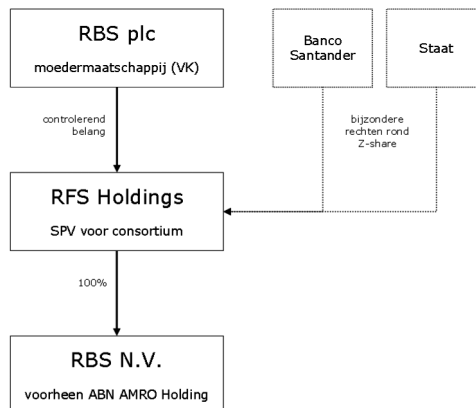 RBS plc
moedermaatschappij (VK)
Banco
Santander
Staat
controlerend
belang
bijzondere
rechten rond
Z-share
RFS Holdings
SPV voor consortium
100%
RBS N.V.
voorheen ABN AMRO Holding